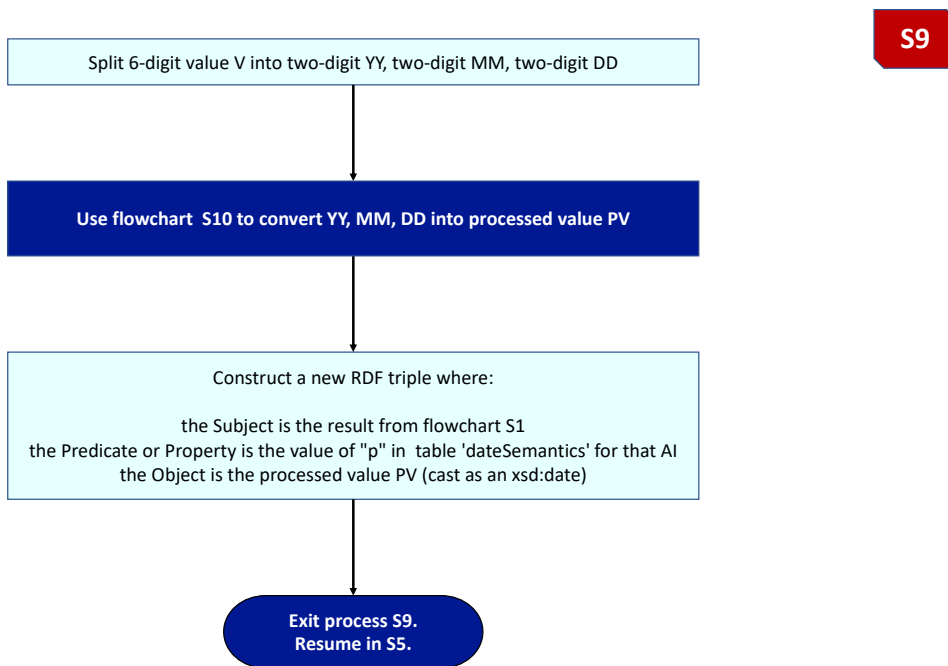 S9
Split 6-digit value V into two-digit YY, two-digit MM, two-digit DD
Use flowchart S10 to convert YY, MM, DD into processed value PV
Construct a new RDF triple where:
the Subject is the result from flowchart S1
the Predicate or Property is the value of "p" in table 'dateSemantics' for that AI
the Object is the processed value PV (cast as an xsd:date)
Exit process S9.
Resume in S5.